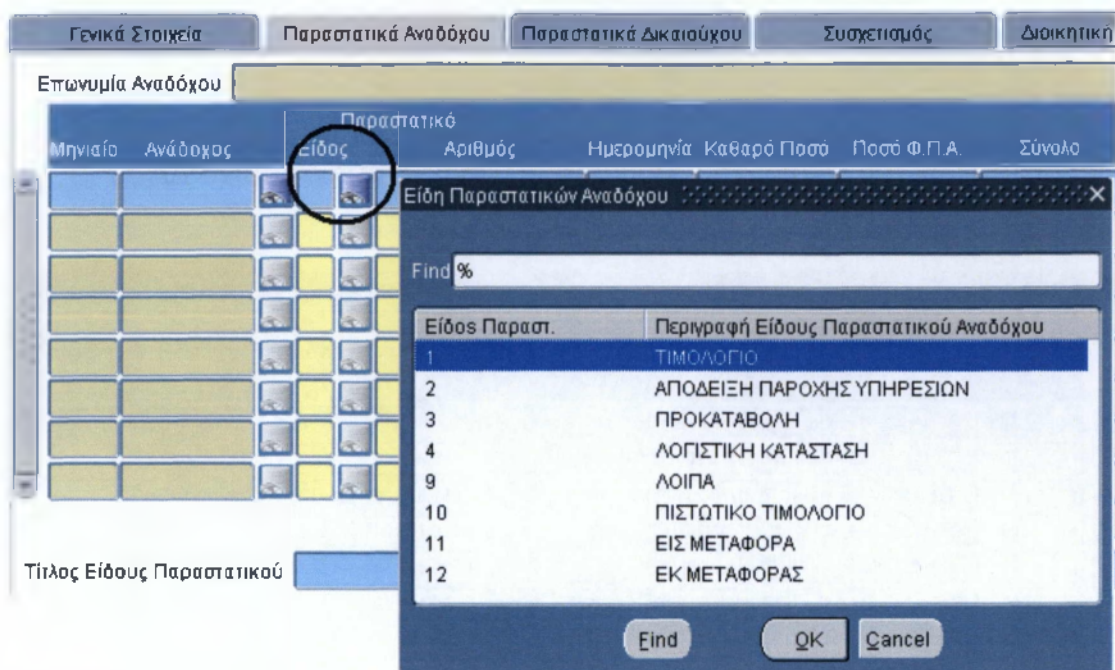 Γενικά Στοιχεία Παραστατικά Αναδόχου Παραστατικά Δικαιούχου Συσχετισμός Διοικητική
Επωνυμία Αναδόχου
Παραστατικό
Μηνιαίο Ανάδοχος Είδος Αριθμός Ημερομηνία Καθαρό Ποσό Ποσό Φ.Π.Α. Σύνολο
Είδη Παραστατικών Αναδόχου
Find %
Είδος Παραστ. Περιγραφή Είδους Παραστατικού Αναδόχου
1 ΤΙΜΟΛΟΓΙΟ
2 ΑΠΟΔΕΙΞΗ ΠΑΡΟΧΗΣ ΥΠΗΡΕΣΙΩΝ
3 ΠΡΟΚΑΤΑΒΟΛΗ
4 ΛΟΓΙΣΤΙΚΗ ΚΑΤΑΣΤΑΣΗ
9 ΛΟΙΠΑ
10 ΠΙΣΤΩΤΙΚΟ ΤΙΜΟΛΟΓΙΟ
11 ΕΙΣ ΜΕΤΑΦΟΡΑ
12 ΕΚ ΜΕΤΑΦΟΡΑΣ
Τίτλος Είδους Παραστατικού
Find OK Cancel